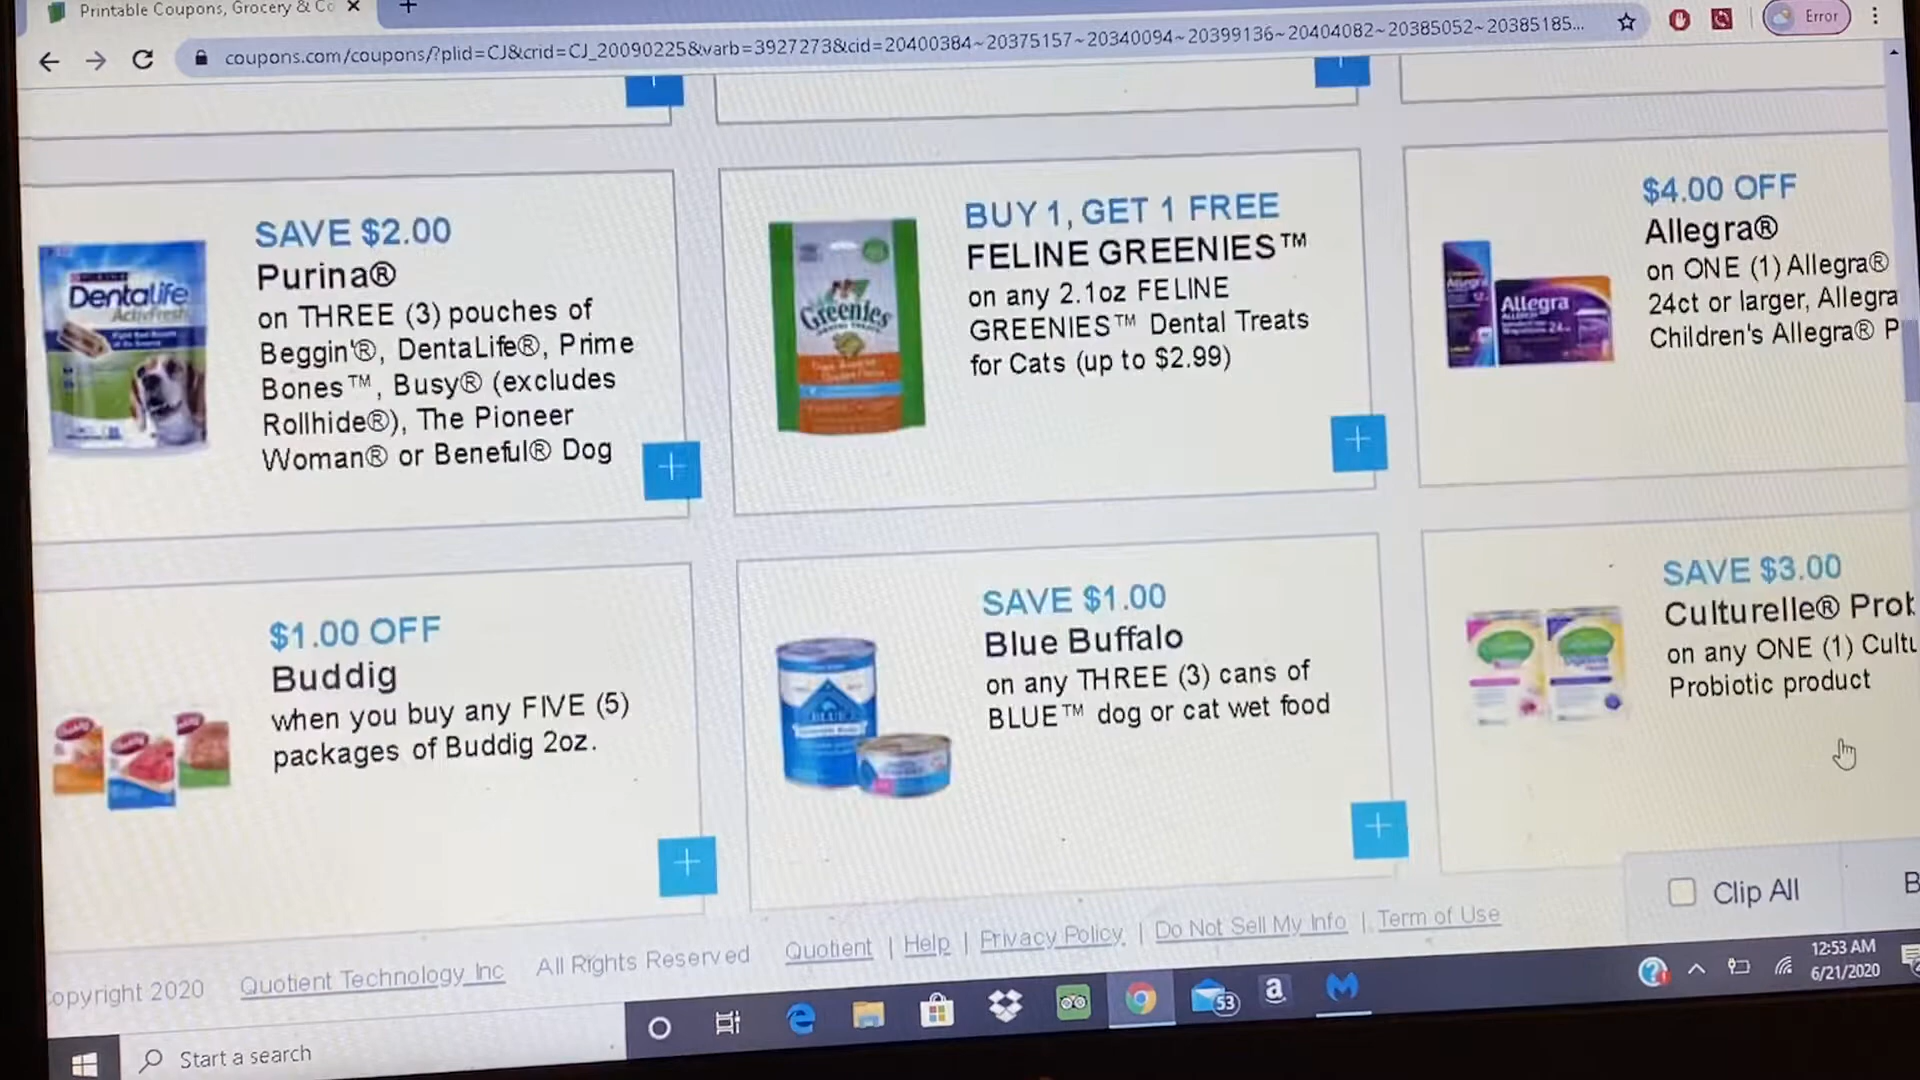 Printable Coupons, Grocery & Co
Error
coupons.com/coupons/?plid=CJ&crid=CJ_20090225&varb=3927273&cid=20400384~20375157~20340094~20399136~20404082~20385052~20385185...
SAVE $2.00
Purina®
on THREE (3) pouches of
Beggin'®, DentaLife®, Prime
Bones™, Busy® (excludes
Rollhide®), The Pioneer
Woman® or Beneful® Dog
DentaLife
ActivFresh
BUY 1, GET 1 FREE
FELINE GREENIES™
on any 2.1oz FELINE
GREENIES™ Dental Treats
for Cats (up to $2.99)
Greenies
$4.00 OFF
Allegra®
on ONE (1) Allegra®
24ct or larger, Allegra
Children's Allegra® P
Allegra
$1.00 OFF
Buddig
when you buy any FIVE (5)
packages of Buddig 2oz.
SAVE $1.00
Blue Buffalo
on any THREE (3) cans of
BLUE™ dog or cat wet food
BLUE
SAVE $3.00
Culturelle® Prob
on any ONE (1) Cultu
Probiotic product
Clip All
B
opyright 2020 Quotient Technology Inc All Rights Reserved Quotient | Help | Privacy Policy | Do Not Sell My Info | Term of Use
Start a search
53
12:53 AM
6/21/2020